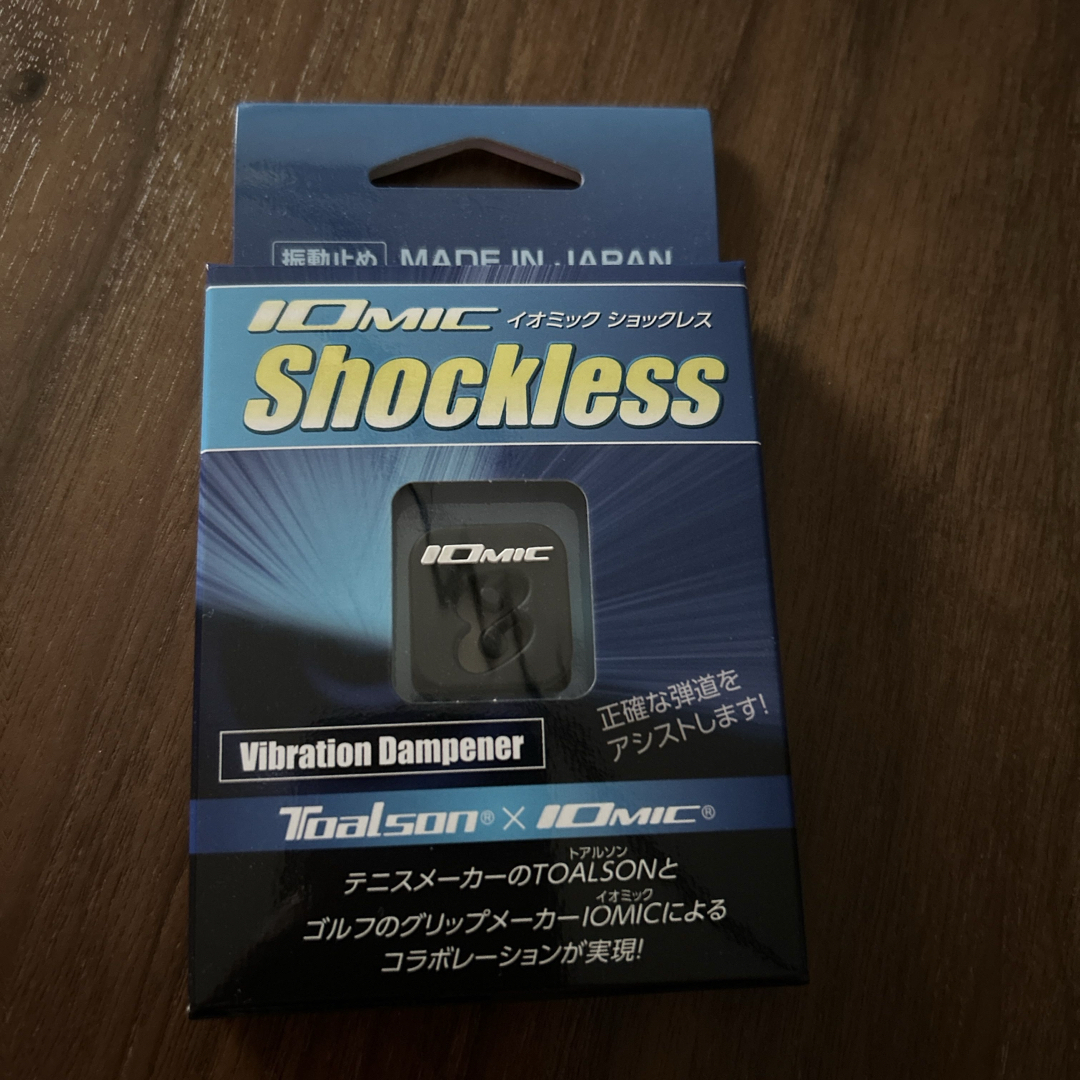 振動止め MADE IN JAPAN
IOMIC イオミック ショックレス
Shockless
IOMIC
正確な弾道を
アシストします!
Vibration Dampener
Toalson® × IOMIC®
トアルソン
テニスメーカーのTOALSONと
イオミック
ゴルフのグリップメーカーIOMICによる
コラボレーションが実現!